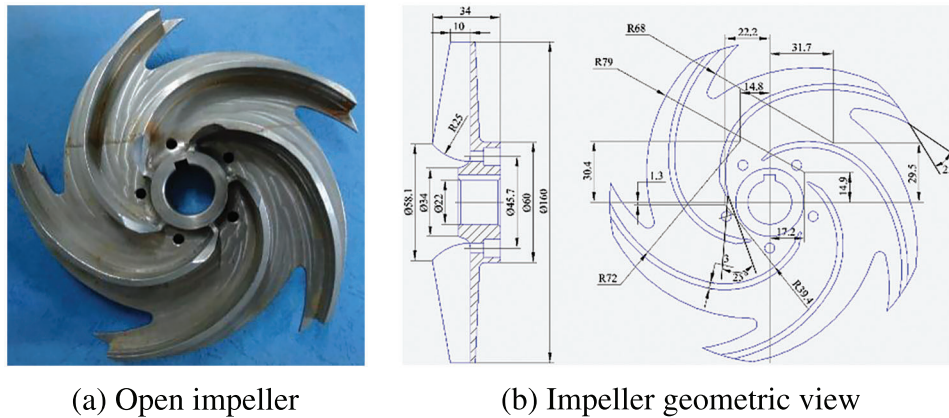 34
10
22,2
R68
31.7
R79
14.8
R25
30.4
1.3
29.5
14.9
Ø58.1
Ø34
Ø22
Ø45.7
Ø60
Ø160
17.2
3
R72
R39.4
(a) Open impeller
(b) Impeller geometric view